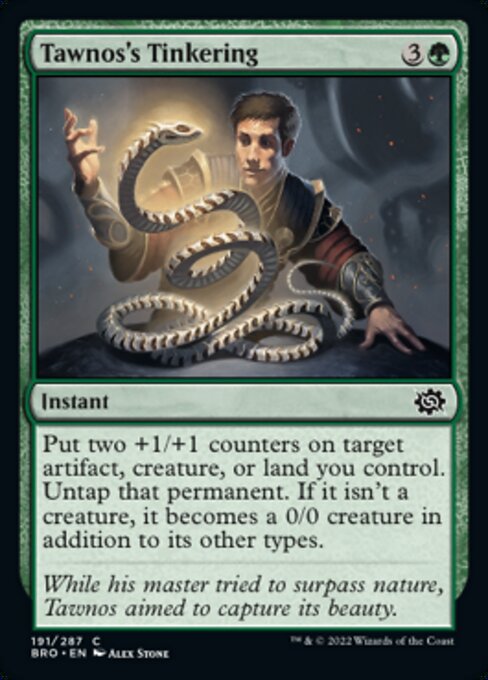 Tawnos's Tinkering 3
Instant
Put two +1/+1 counters on target
artifact, creature, or land you control.
Untap that permanent. If it isn't a
creature, it becomes a 0/0 creature in
addition to its other types.
While his master tried to surpass nature,
Tawnos aimed to capture its beauty.
191/287 C
BRO • EN Alex Stone
™ & © 2022 Wizards of the Coast